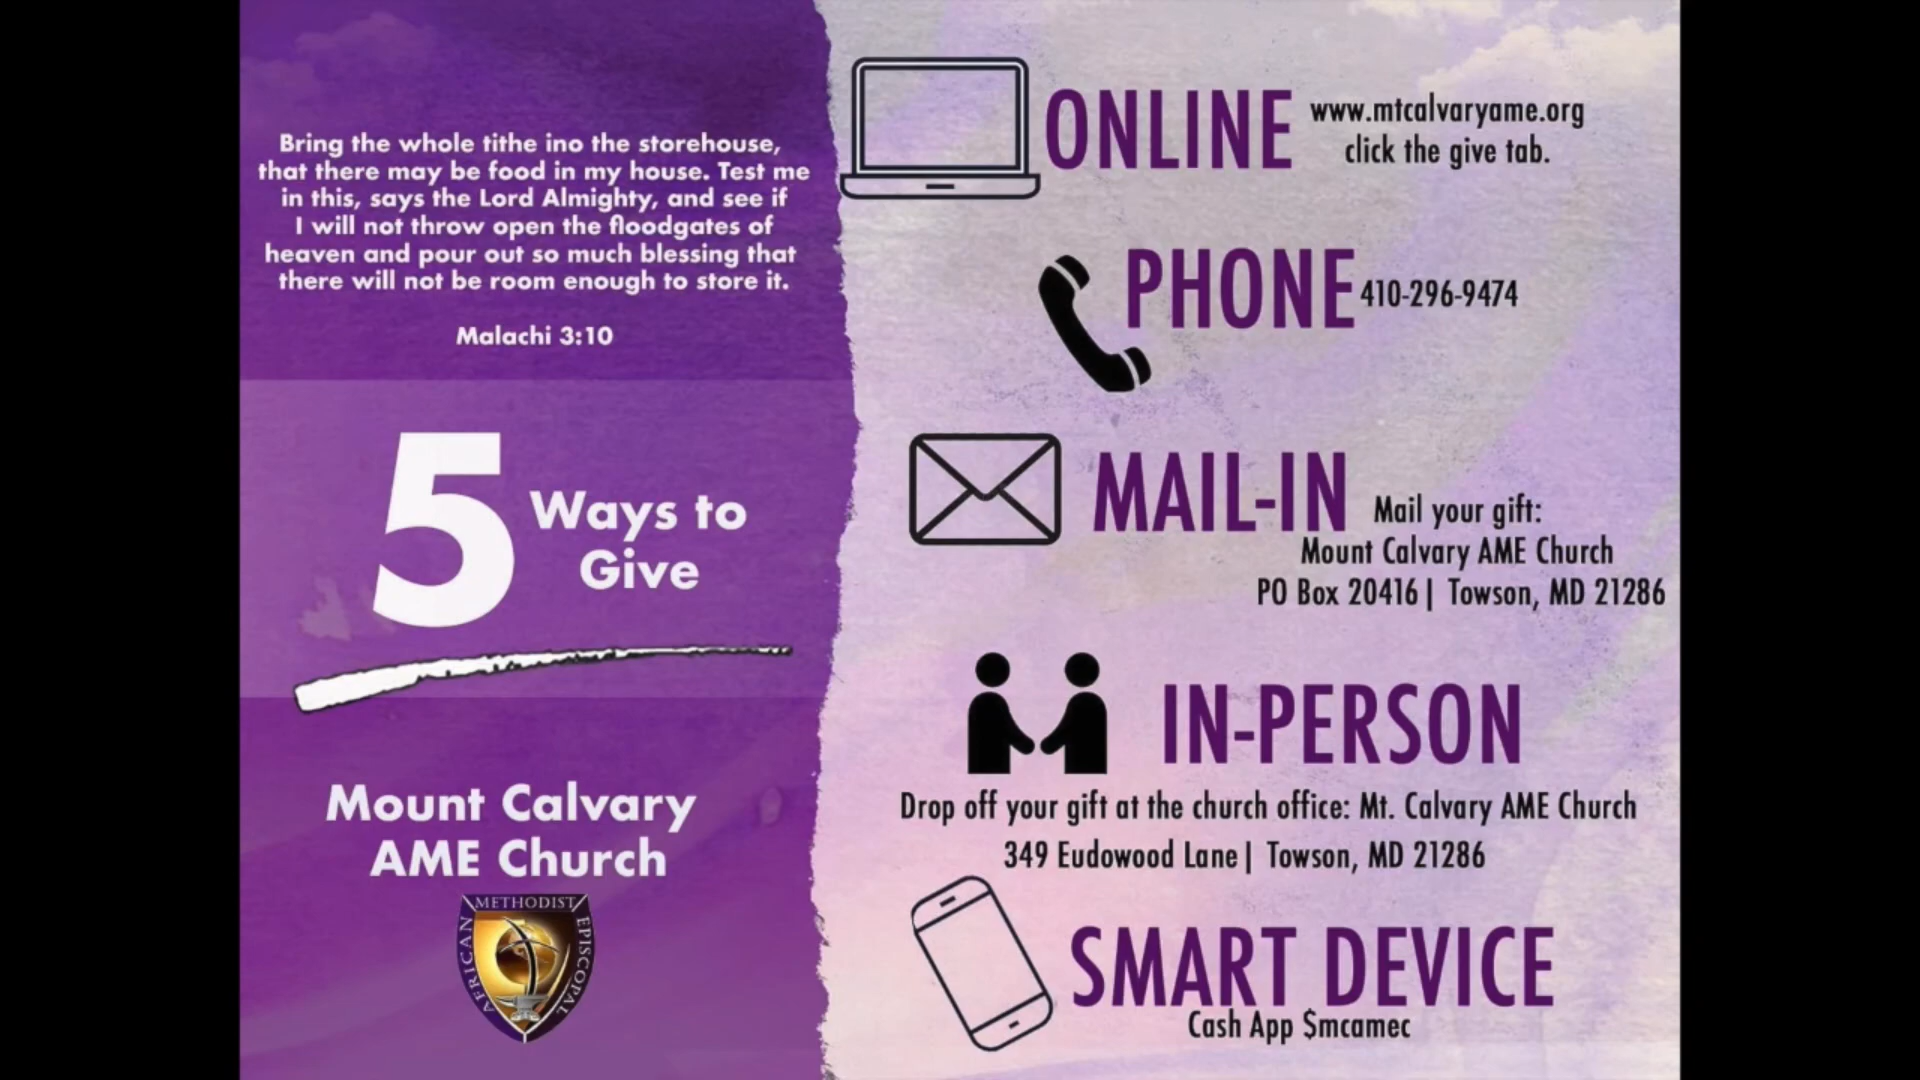 Bring the whole tithe ino the storehouse,
that there may be food in my house. Test me
in this, says the Lord Almighty, and see if
I will not throw open the floodgates of
heaven and pour out so much blessing that
there will not be room enough to store it.
Malachi 3:10
5 Ways to
Give
Mount Calvary
AME Church
AFRICAN METHODIST EPISCOPAL
ONLINE www.mtcalvaryame.org
click the give tab.
PHONE 410-296-9474
MAIL-IN Mail your gift:
Mount Calvary AME Church
PO Box 20416 | Towson, MD 21286
IN-PERSON
Drop off your gift at the church office: Mt. Calvary AME Church
349 Eudowood Lane | Towson, MD 21286
SMART DEVICE
Cash App $mcamec